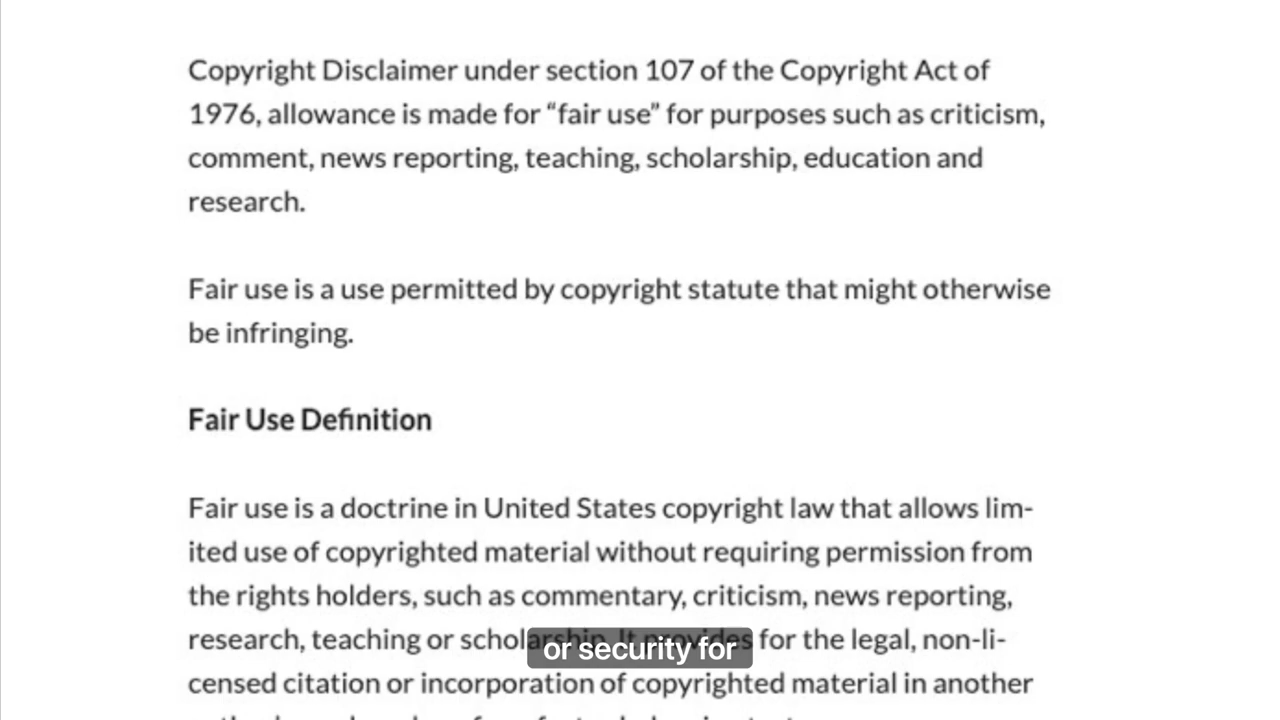 Copyright Disclaimer under section 107 of the Copyright Act of
1976, allowance is made for “fair use” for purposes such as criticism,
comment, news reporting, teaching, scholarship, education and
research.
Fair use is a use permitted by copyright statute that might otherwise
be infringing.
Fair Use Definition
Fair use is a doctrine in United States copyright law that allows lim-
ited use of copyrighted material without requiring permission from
the rights holders, such as commentary, criticism, news reporting,
research, teaching or scholarship. It provides for the legal, non-li-
or security for
censed citation or incorporation of copyrighted material in another